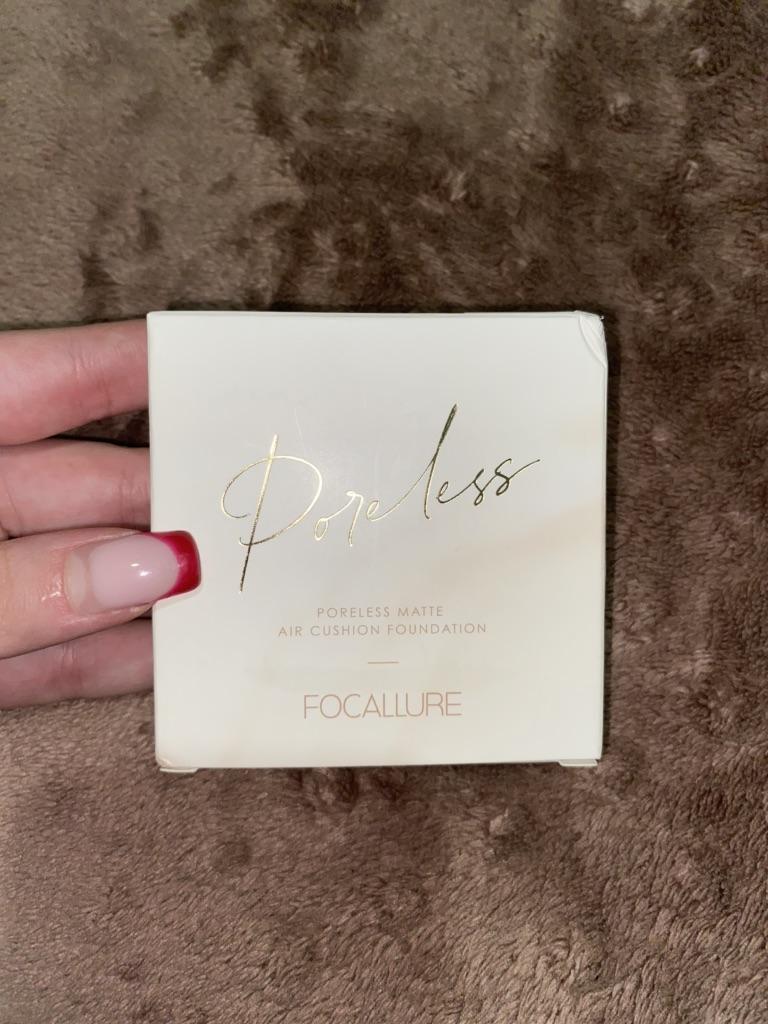 Poreless
PORELESS MATTE
AIR CUSHION FOUNDATION
FOCALLURE